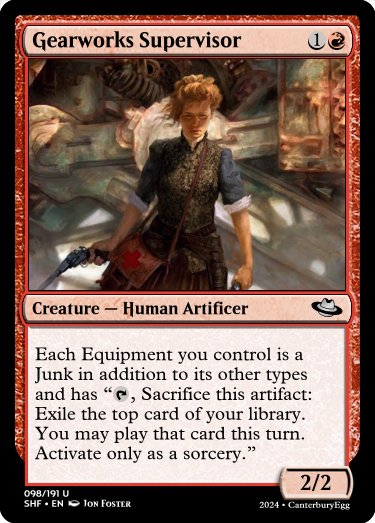 Gearworks Supervisor 1
Creature — Human Artificer
Each Equipment you control is a
Junk in addition to its other types
and has “, Sacrifice this artifact:
Exile the top card of your library.
You may play that card this turn.
Activate only as a sorcery.”
2/2
098/191 U
SHF • EN Jon Foster
2024 • CanterburyEgg